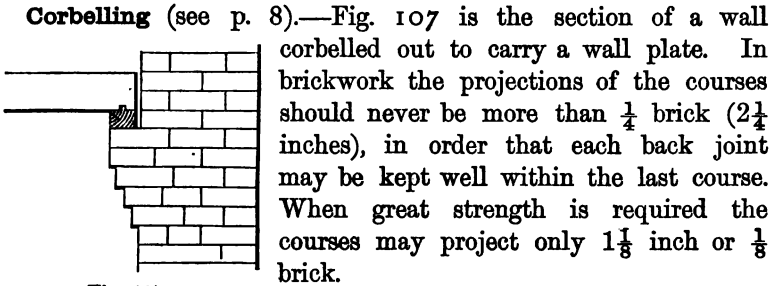 Corbelling (see p. 8).—Fig. 107 is the section of a wall
corbelled out to carry a wall plate. In
brickwork the projections of the courses
should never be more than ¼ brick (2¼
inches), in order that each back joint
may be kept well within the last course.
When great strength is required the
courses may project only 1⅛ inch or ⅛
brick.